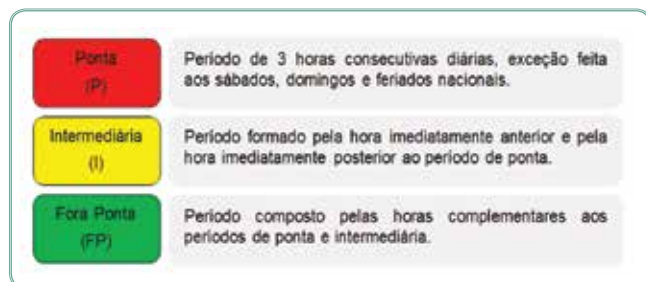 Ponta
(P)
Período de 3 horas consecutivas diárias, exceção feita
aos sábados, domingos e feriados nacionais.
Intermediária
(I)
Período formado pela hora imediatamente anterior e pela
hora imediatamente posterior ao período de ponta.
Fora Ponta
(FP)
Período composto pelas horas complementares aos
períodos de ponta e intermediária.